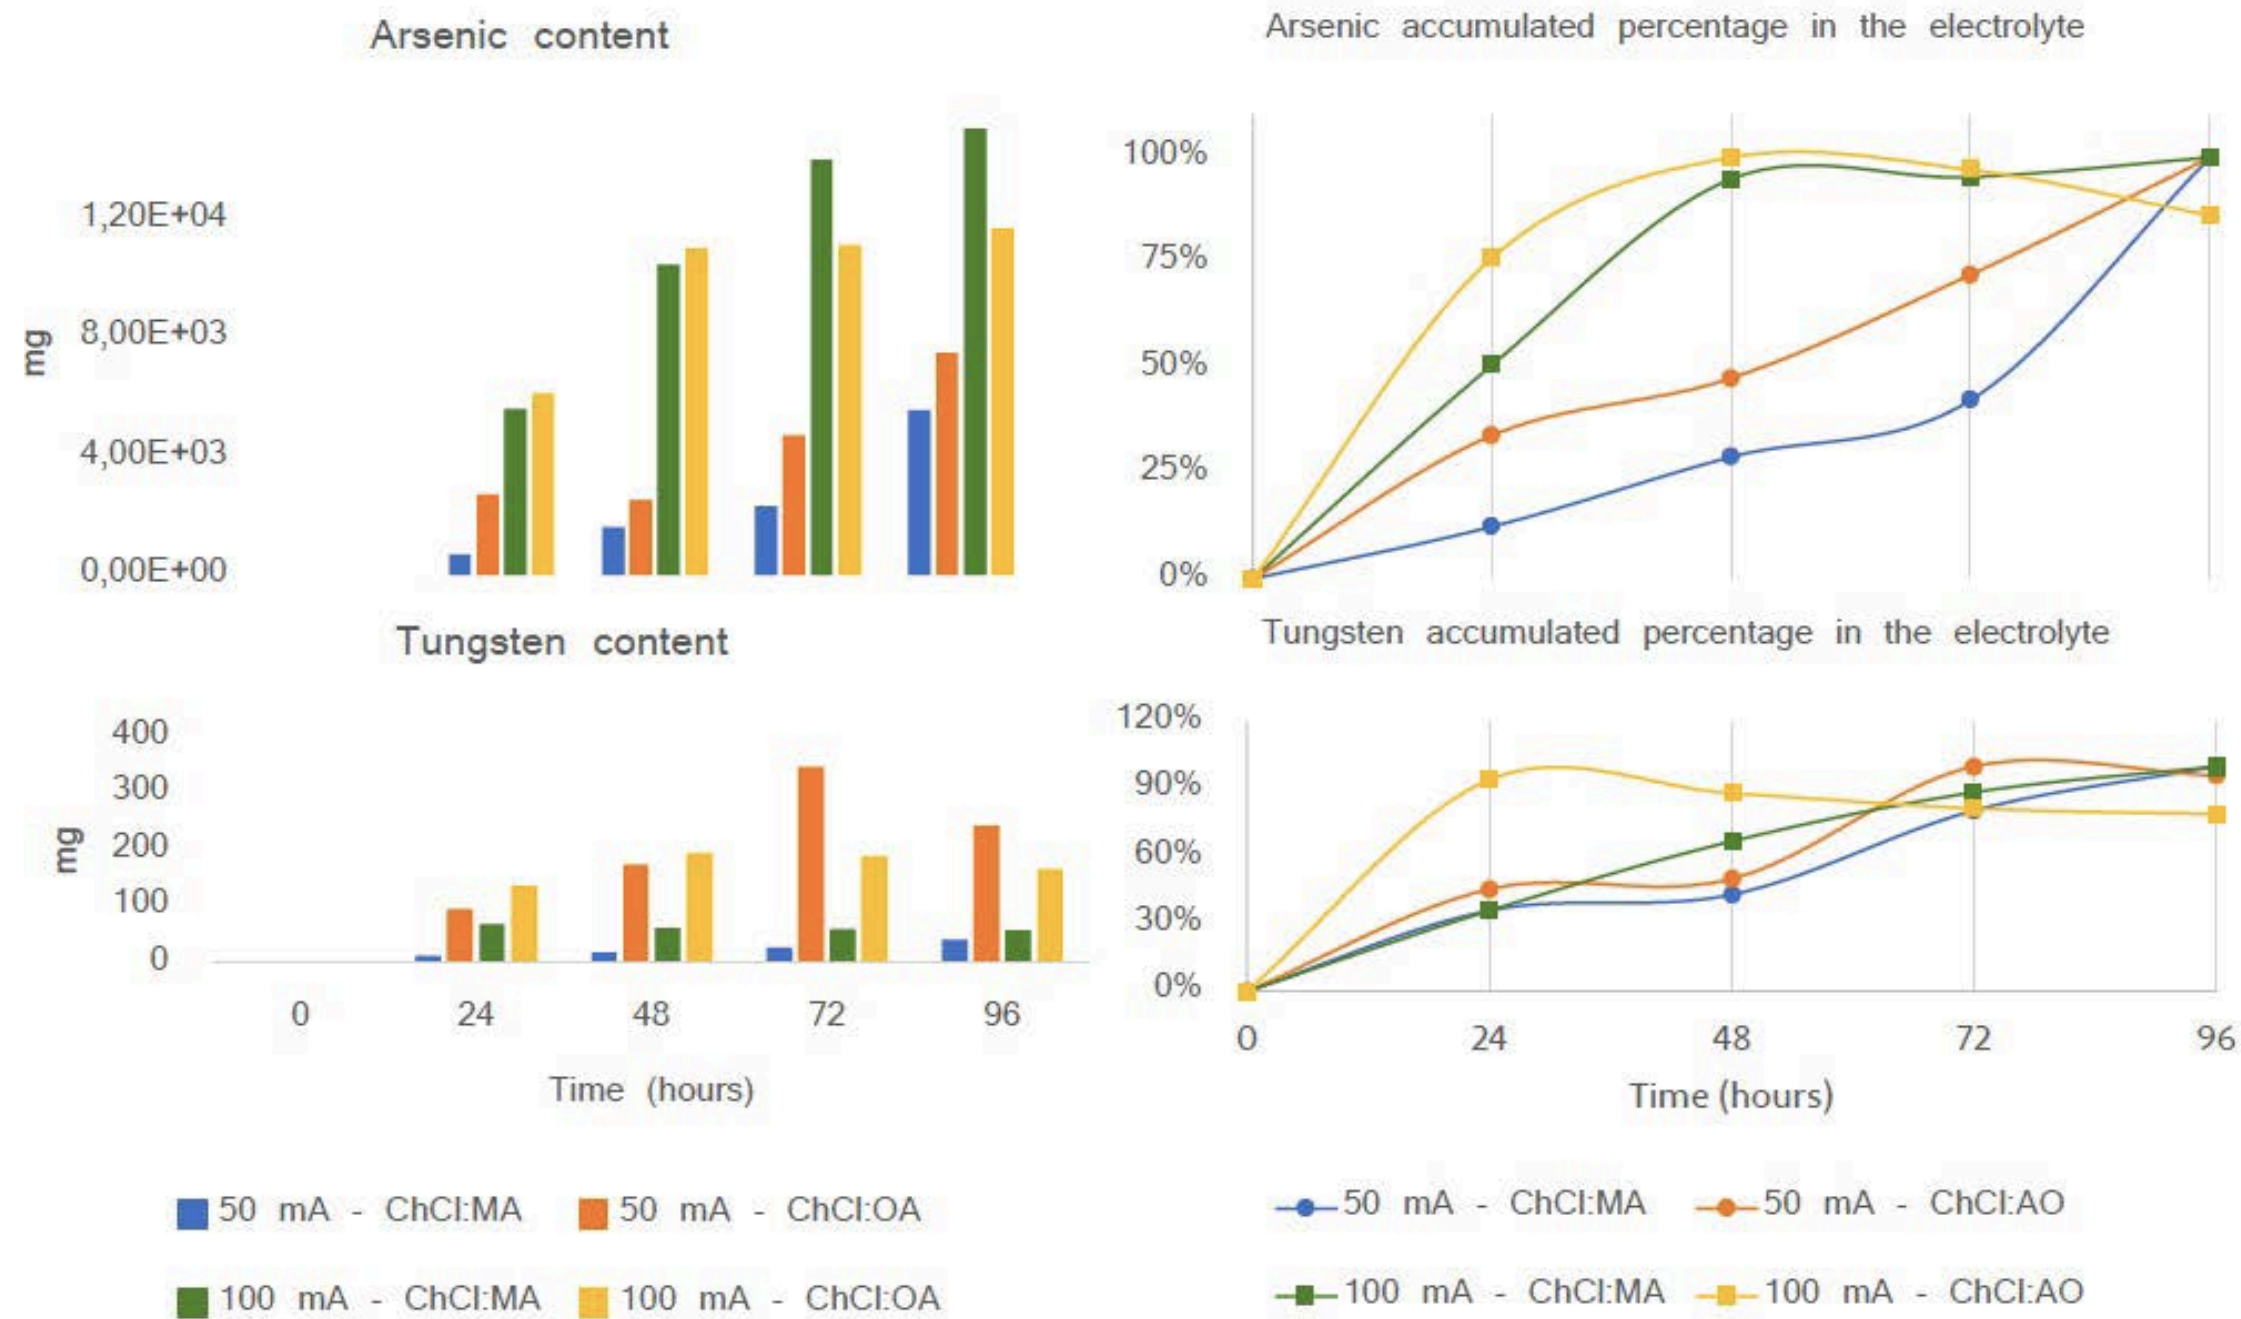 Arsenic content
mg
1,20E+04
8,00E+03
4,00E+03
0,00E+00
Arsenic accumulated percentage in the electrolyte
100%
75%
50%
25%
0%
Tungsten content
mg
400
300
200
100
0
0 24 48 72 96
Time (hours)
Tungsten accumulated percentage in the electrolyte
120%
90%
60%
30%
0%
0 24 48 72 96
Time (hours)
50 mA - ChCl:MA 50 mA - ChCl:OA
100 mA - ChCl:MA 100 mA - ChCl:OA
50 mA - ChCl:MA 50 mA - ChCl:AO
100 mA - ChCl:MA 100 mA - ChCl:AO